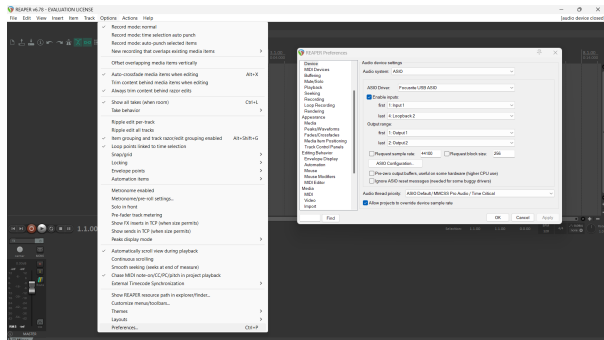 REAPER v6.78 - EVALUATION LICENSE
File Edit View Insert Item Track Options Actions Help
[audio device closed
Record mode: normal
Record mode: time selection auto punch
Record mode: auto-punch selected items
New recording that overlaps existing media items
Offset overlapping media items vertically
Auto-crossfade media items when editing Alt+X
Trim content behind media items when editing
Always trim content behind razor edits
Show all takes (when room) Ctrl+L
Take behavior
Ripple edit per-track
Ripple edit all tracks
Item grouping and track razor/edit grouping enabled Alt+Shift+G
Loop points linked to time selection
Snap/grid
Locking
Envelope points
Automation items
Metronome enabled
Metronome/pre-roll settings...
Solo in front
Pre-fader track metering
Show FX inserts in TCP (when size permits)
Show sends in TCP (when size permits)
Peaks display mode
Automatically scroll view during playback
Continuous scrolling
Smooth seeking (seeks at end of measure)
Chase MIDI note-on/CC/PC/pitch in project playback
External Timecode Synchronization
Show REAPER resource path in explorer/finder...
Customize menus/toolbars...
Themes
Layouts
Preferences... Ctrl+P
REAPER Preferences
Device
MIDI Devices
Buffering
Mute/Solo
Playback
Seeking
Recording
Loop Recording
Rendering
Appearance
Media
Peaks/Waveforms
Fades/Crossfades
Media Item Positioning
Track Control Panels
Editing Behavior
Envelope Display
Automation
Mouse
Mouse Modifiers
MIDI Editor
Media
MIDI
Video
Import
Find
Audio device settings
Audio system: ASIO
ASIO Driver: Focusrite USB ASIO
Enable inputs:
first 1: Input 1
last 4: Loopback 2
Output range:
first 1: Output1
last 2: Output2
Request sample rate: 44100 Request block size: 256
ASIO Configuration...
Pre-zero output buffers, useful on some hardware (higher CPU use)
Ignore ASIO reset messages (needed for some buggy drivers)
Audio thread priority: ASIO Default / MMCSS Pro Audio / Time Critical
Allow projects to override device sample rate
OK Cancel Apply
1.1.00
MASTER